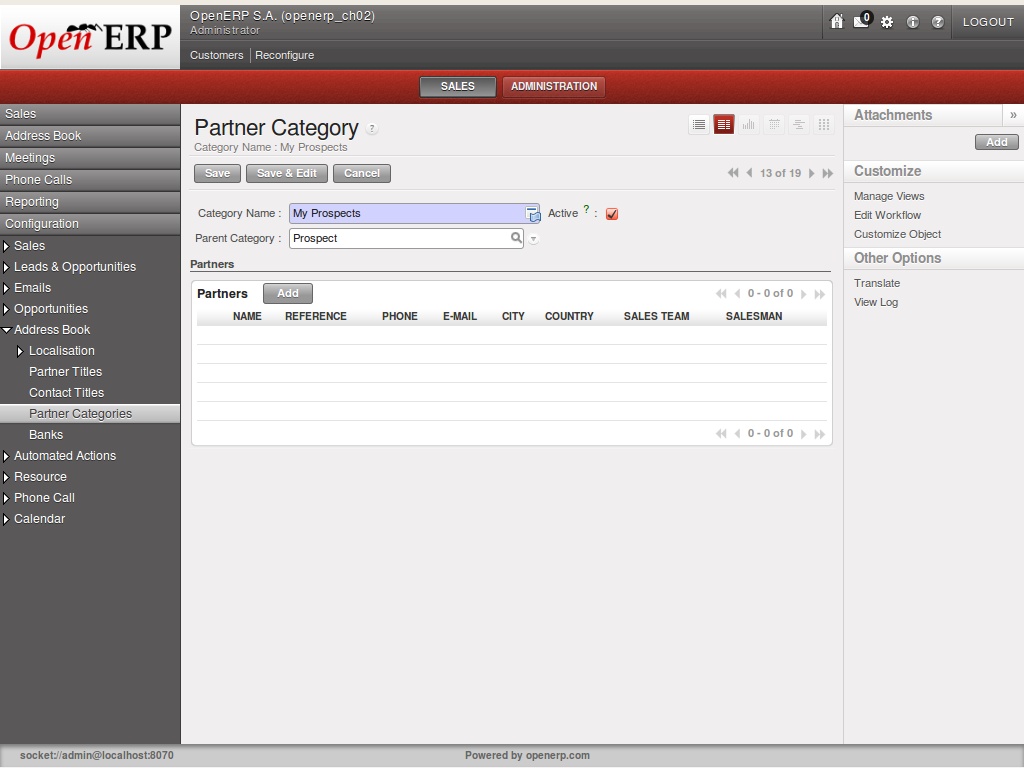 Open ERP
OpenERP S.A. (openerp_ch02)
Administrator
Customers
Reconfigure
0
LOGOUT
SALES
ADMINISTRATION
Sales
Address Book
Meetings
Phone Calls
Reporting
Configuration
Sales
Leads & Opportunities
Emails
Opportunities
Address Book
Localisation
Partner Titles
Contact Titles
Partner Categories
Banks
Automated Actions
Resource
Phone Call
Calendar
Partner Category ?
Category Name : My Prospects
Save
Save & Edit
Cancel
13 of 19
Category Name : My Prospects
Active ? :
Parent Category : Prospect
Partners
Partners
Add
0 - 0 of 0
NAME REFERENCE PHONE E-MAIL CITY COUNTRY SALES TEAM SALESMAN
0 - 0 of 0
Attachments »
Add
Customize
Manage Views
Edit Workflow
Customize Object
Other Options
Translate
View Log
socket://admin@localhost:8070
Powered by openerp.com